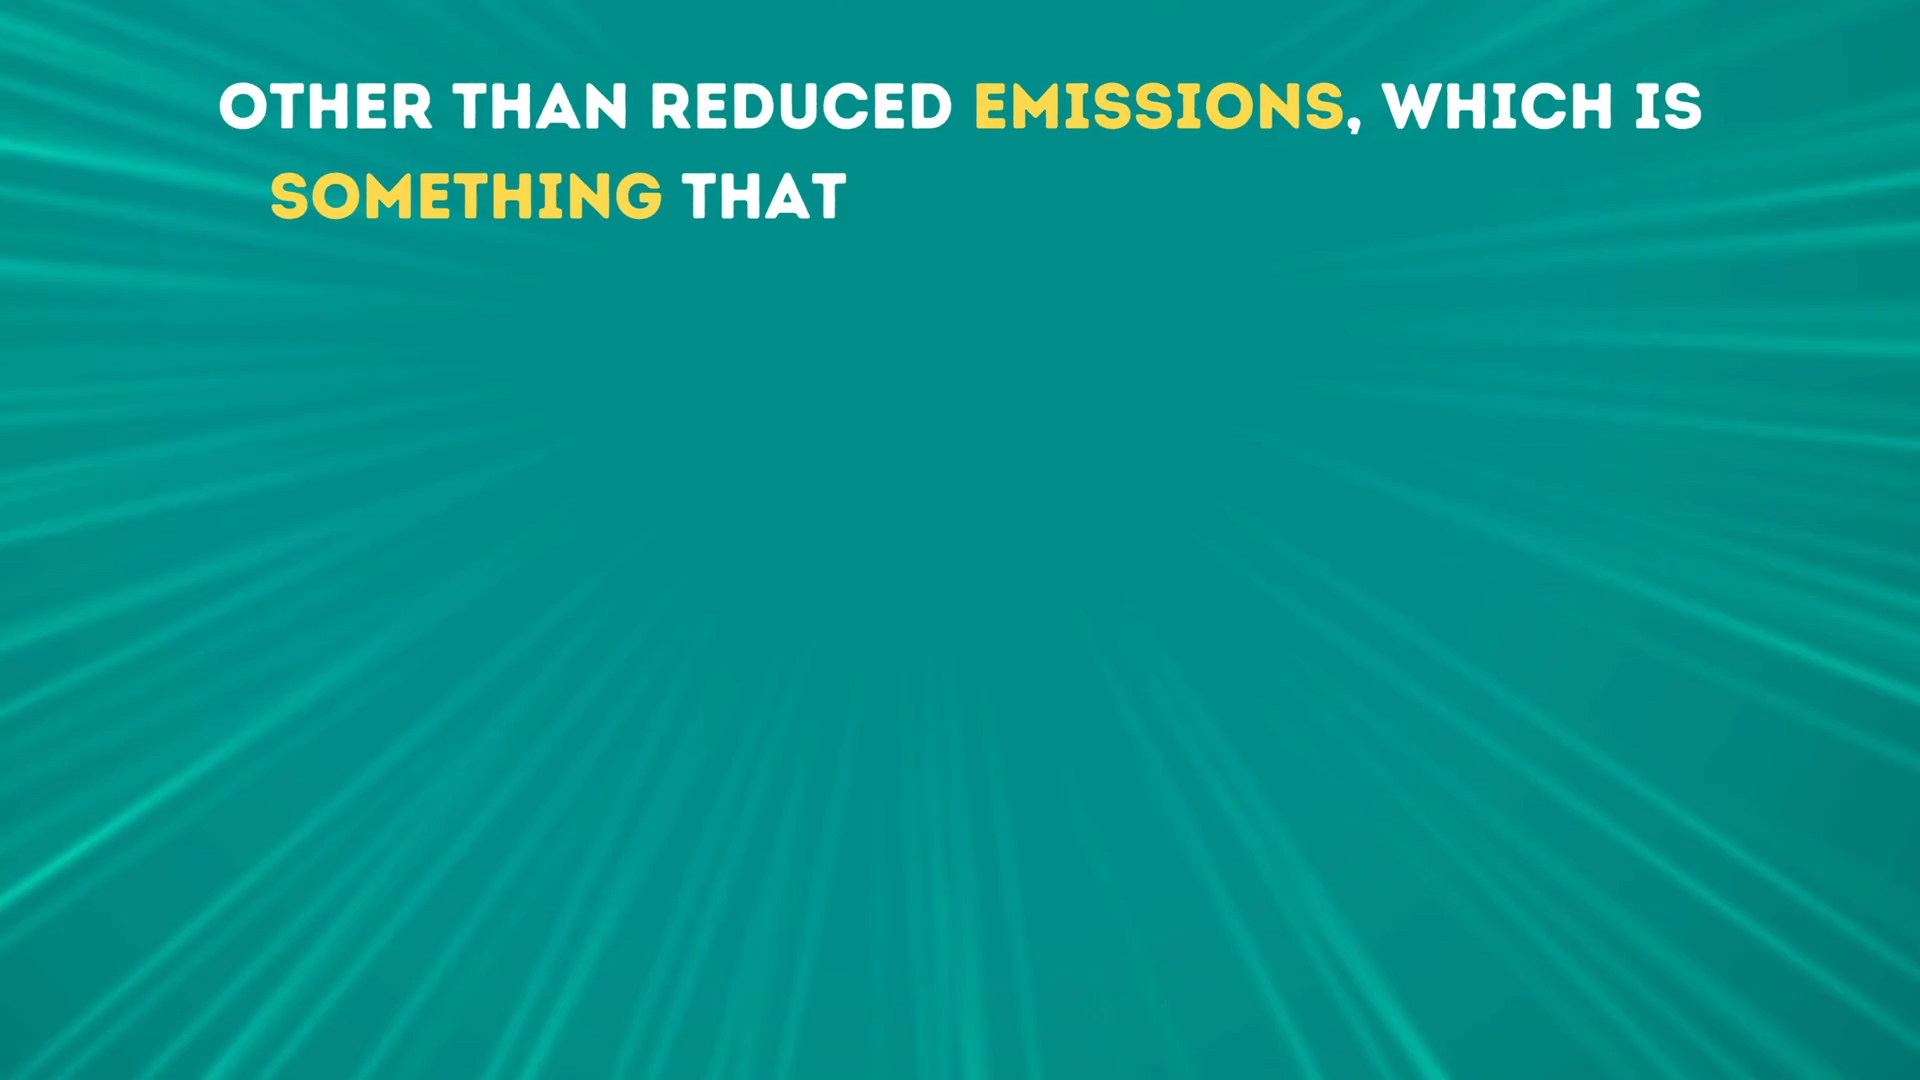 OTHER THAN REDUCED EMISSIONS, WHICH IS
SOMETHING THAT